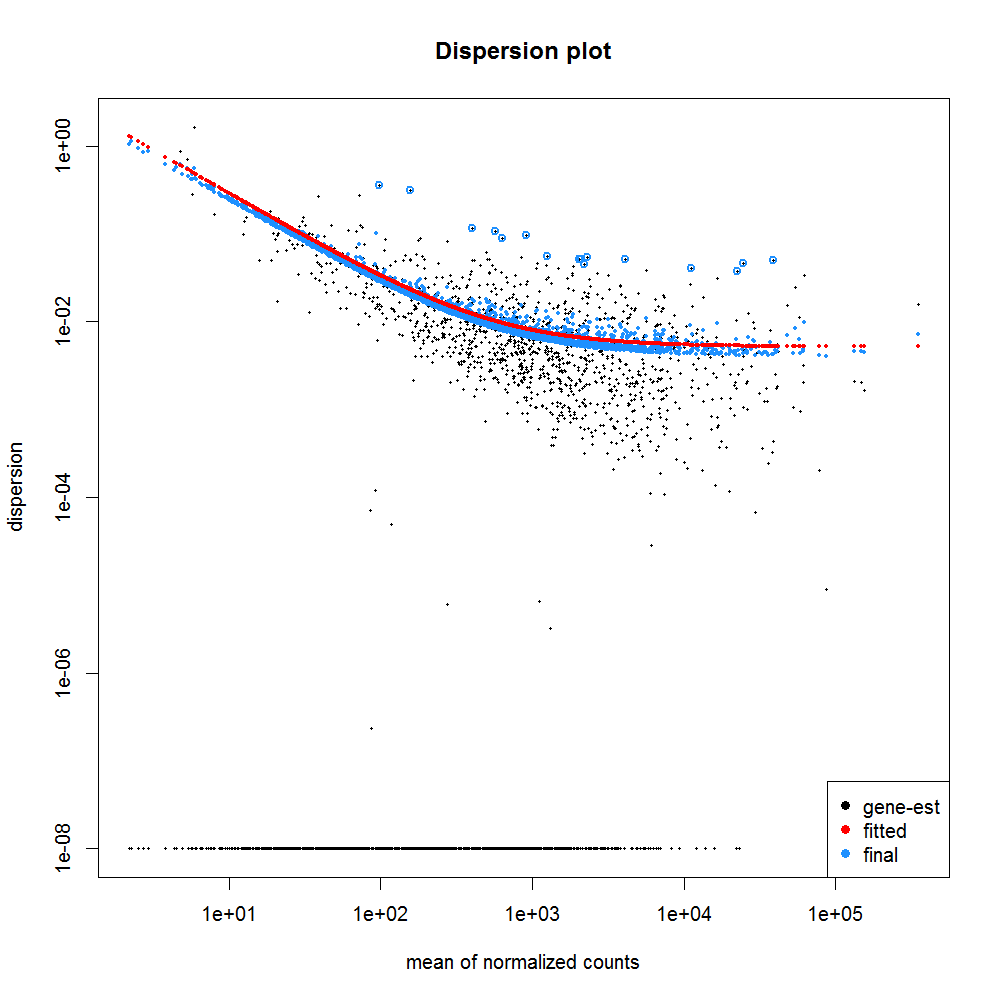 Dispersion plot
dispersion
1e+00
1e-02
1e-04
1e-06
1e-08
1e+01
1e+02
1e+03
1e+04
1e+05
mean of normalized counts
gene-est
fitted
final